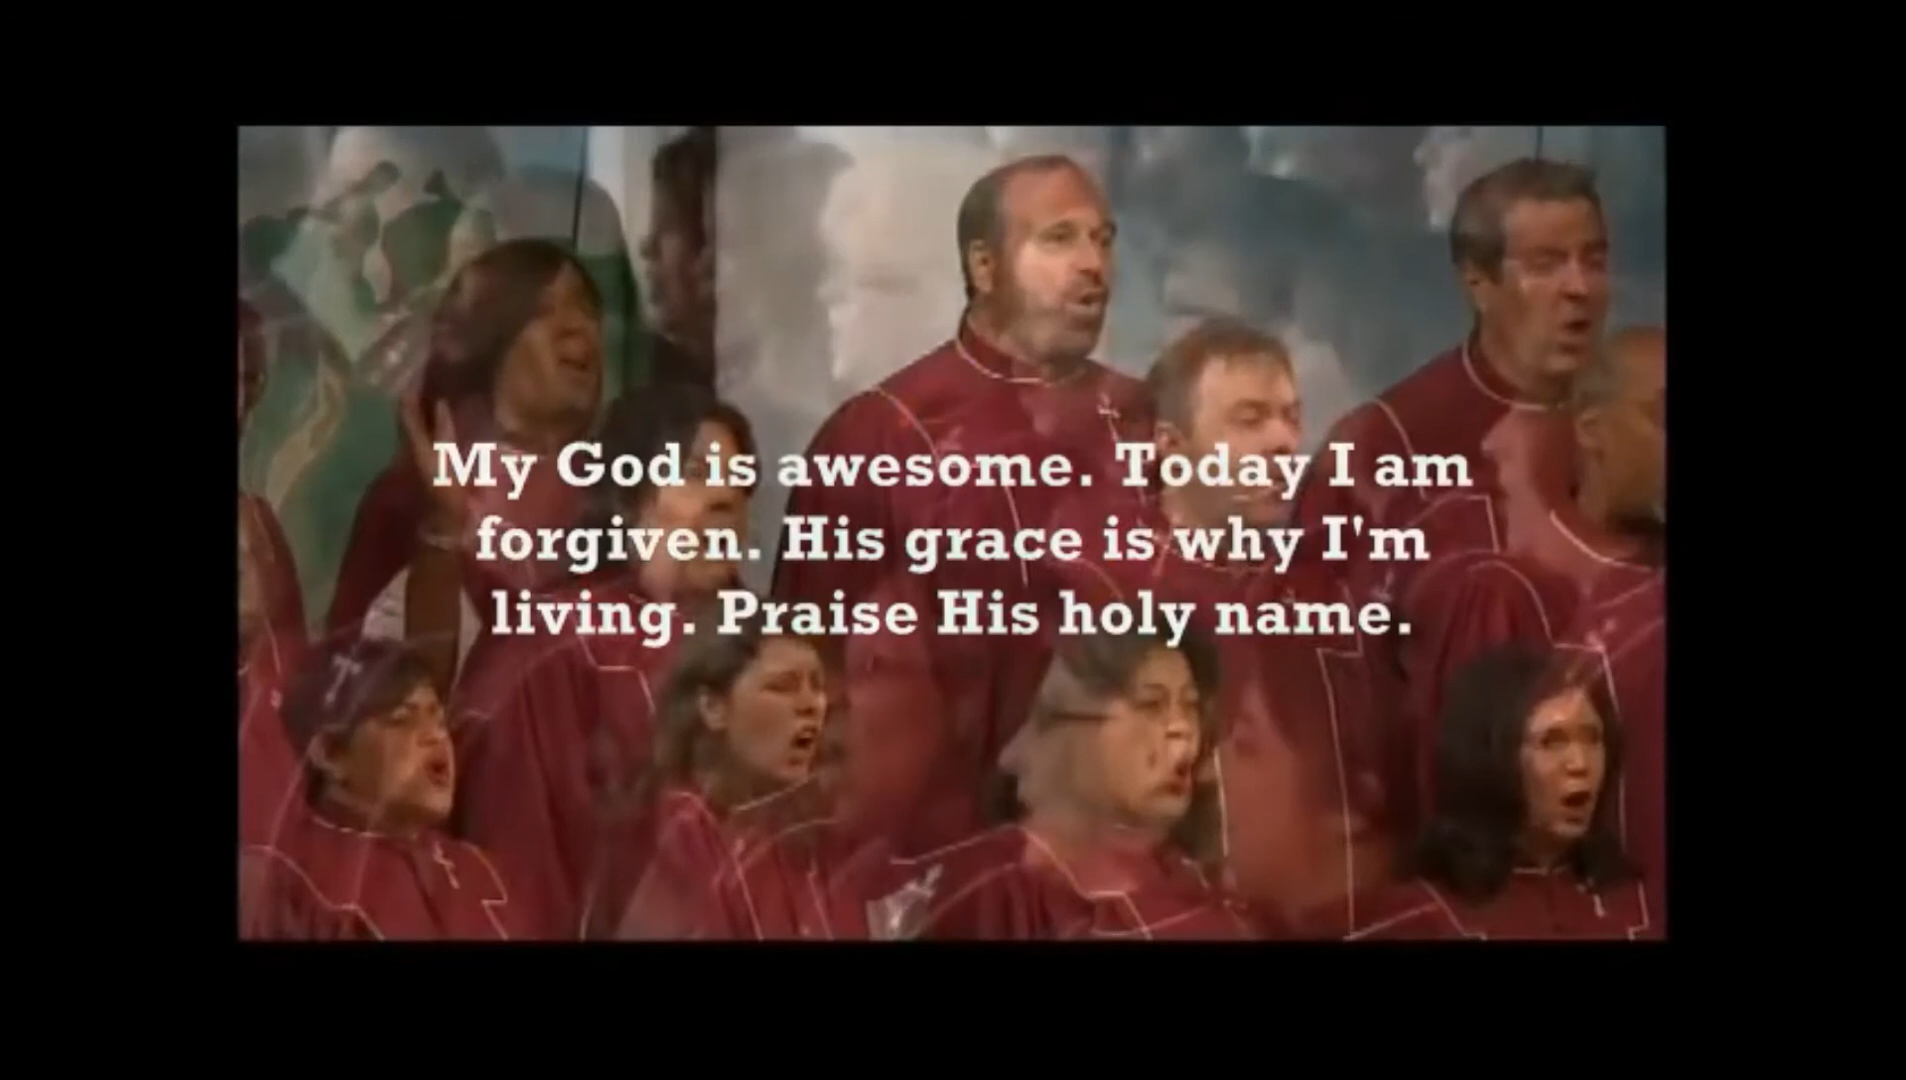 My God is awesome. Today I am
forgiven. His grace is why I'm
living. Praise His holy name.